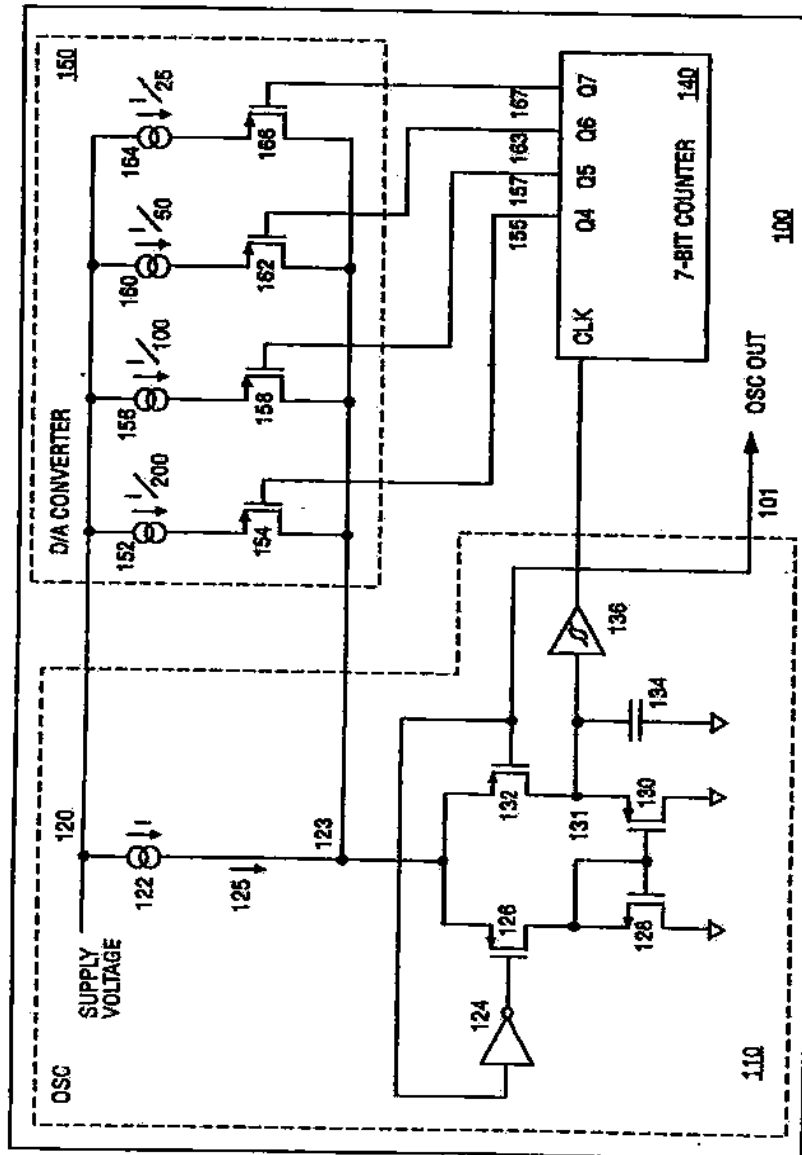 D/A CONVERTER
150
152
I/200
156
I/100
160
I/50
164
I/25
154
158
162
166
155
157
163
167
CLK
Q4
Q5
Q6
Q7
7-BIT COUNTER
140
100
OSC
SUPPLY
VOLTAGE
120
122
I
125
123
124
126
132
131
128
130
134
136
110
101
OSC OUT